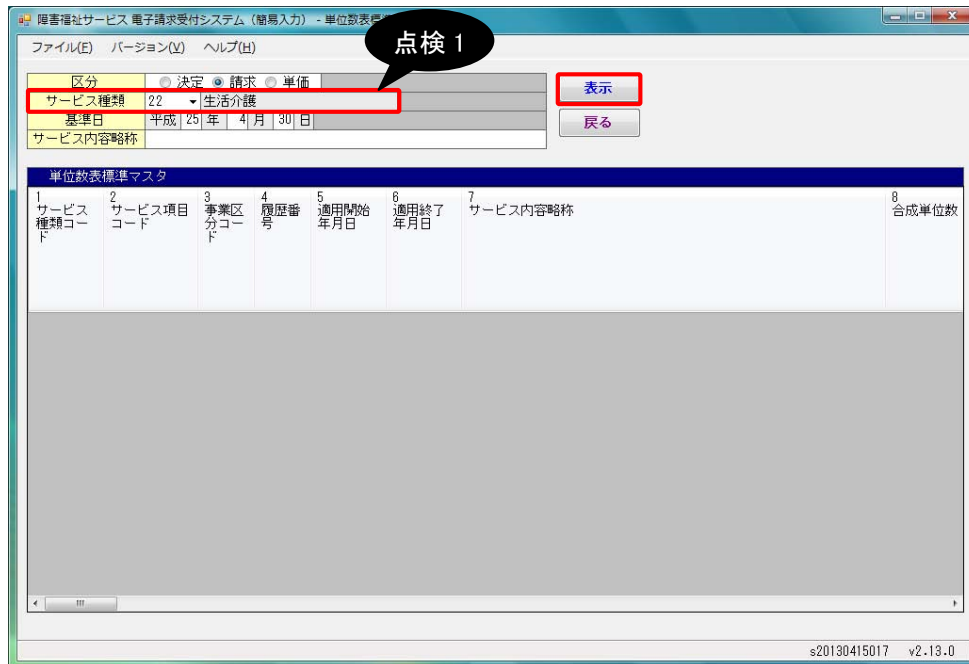 障害福祉サービス 電子請求受付システム（簡易入力） - 単位数表標
点検１
ファイル(F) バージョン(V) ヘルプ(H)
区分 決定 請求 単価
表示
サービス種類 22 生活介護
基準日 平成 25 年 4 月 30 日
戻る
サービス内容略称
単位数表標準マスタ
1 サービス種類コード
2 サービス項目コード
3 事業区分コード
4 履歴番号
5 適用開始年月日
6 適用終了年月日
7 サービス内容略称
8 合成単位数
s20130415017 v2.13.0